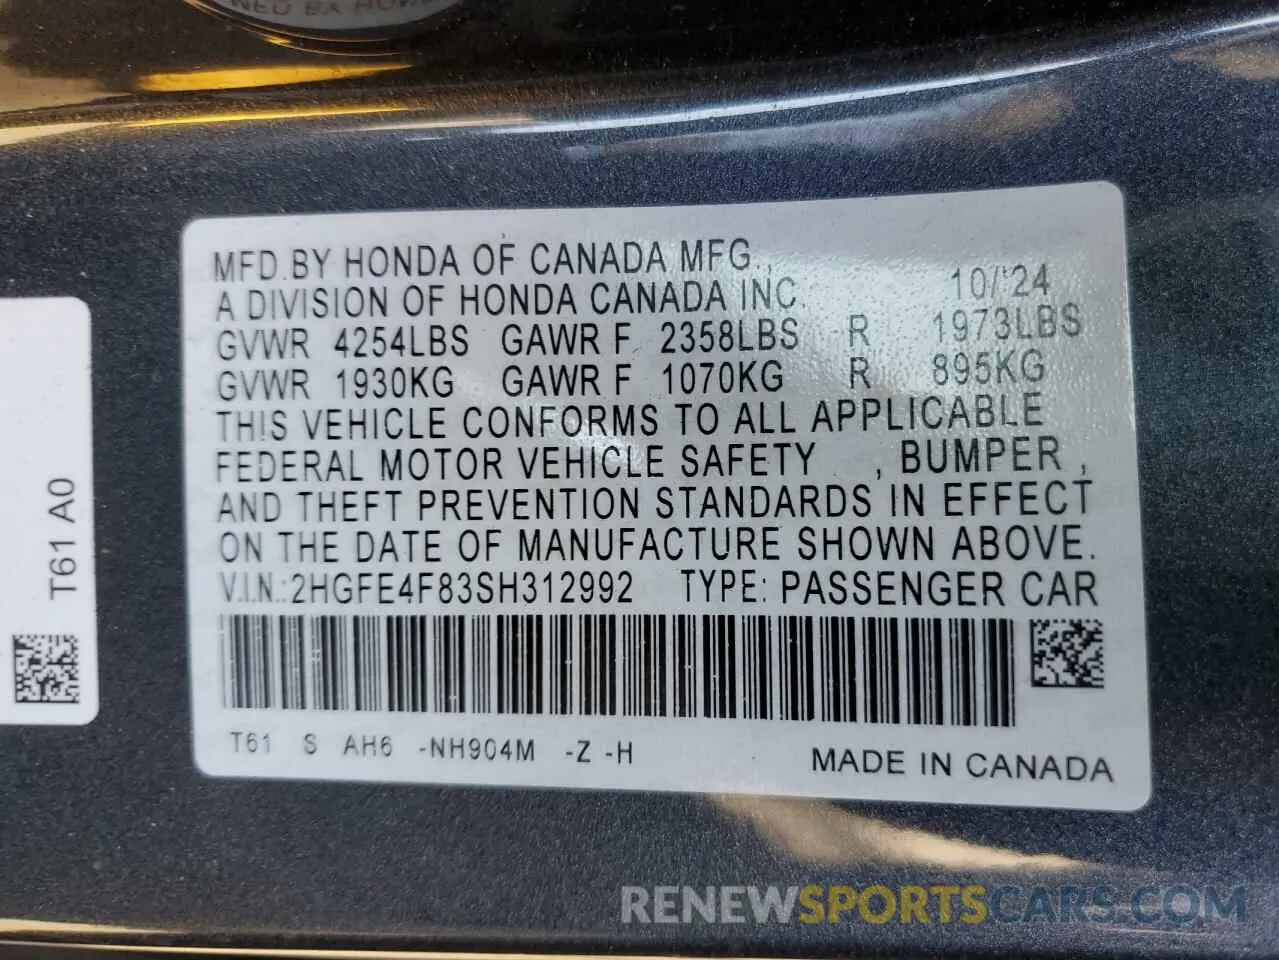 MFD.BY HONDA OF CANADA MFG.,
A DIVISION OF HONDA CANADA INC. 10/'24
GVWR 4254LBS GAWR F 2358LBS R 1973LBS
GVWR 1930KG GAWR F 1070KG R 895KG
THIS VEHICLE CONFORMS TO ALL APPLICABLE
FEDERAL MOTOR VEHICLE SAFETY , BUMPER ,
AND THEFT PREVENTION STANDARDS IN EFFECT
ON THE DATE OF MANUFACTURE SHOWN ABOVE.
V.I.N.:2HGFE4F83SH312992 TYPE: PASSENGER CAR
T61 S AH6 -NH904M -Z -H
MADE IN CANADA
T61 A0
RENEWSPORTSCARS.COM